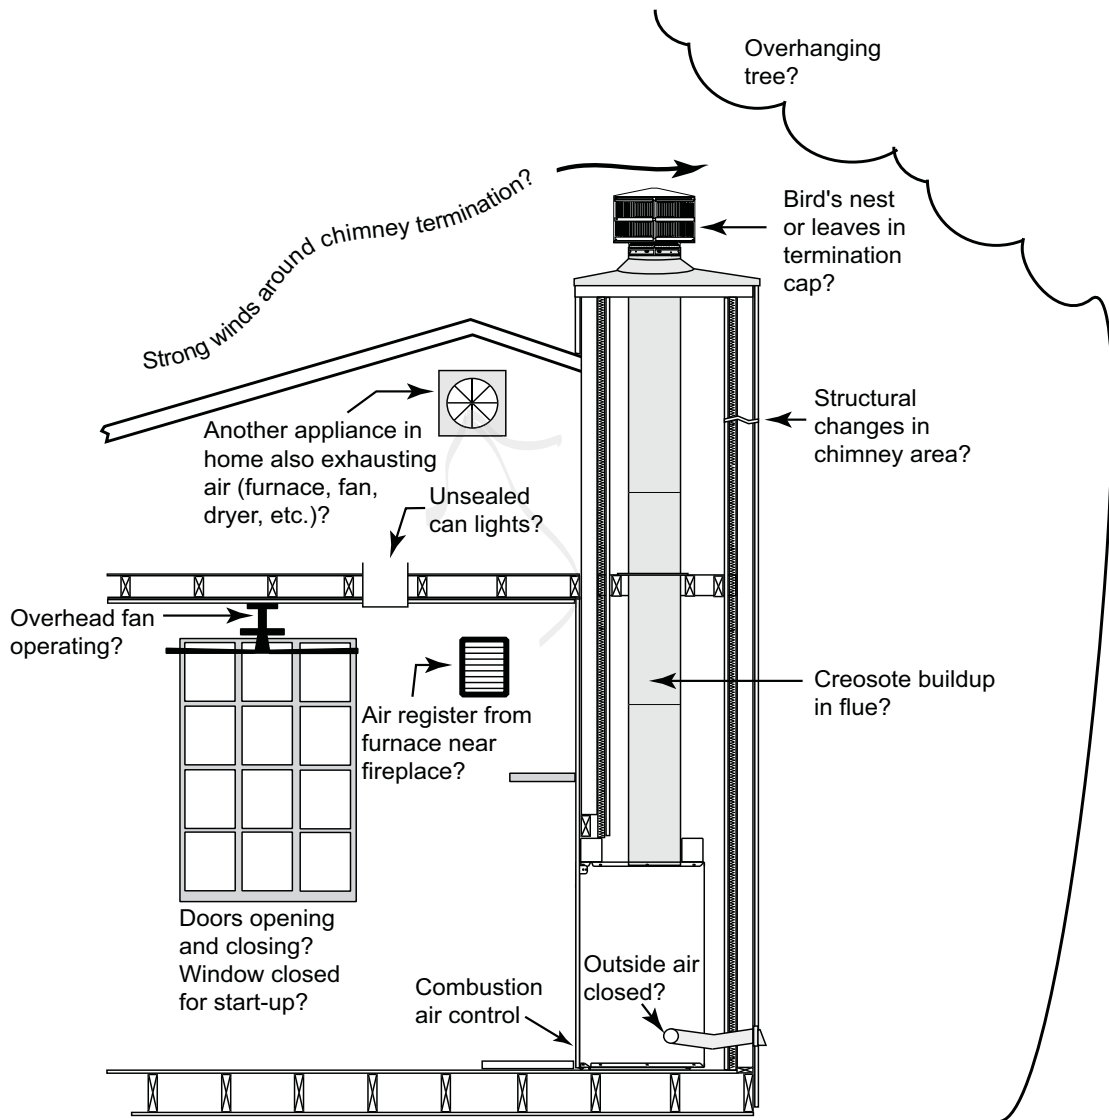 Overhanging
tree?
Strong winds around chimney termination?
Bird's nest
or leaves in
termination
cap?
Structural
changes in
chimney area?
Another appliance in
home also exhausting
air (furnace, fan,
dryer, etc.)?
Unsealed
can lights?
Overhead fan
operating?
Air register from
furnace near
fireplace?
Creosote buildup
in flue?
Doors opening
and closing?
Window closed
for start-up?
Combustion
air control
Outside air
closed?